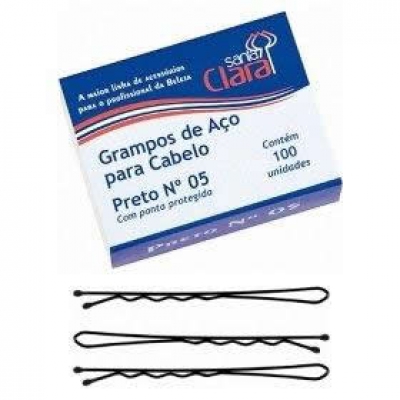 A maior linha de acessórios
para o profissional da Beleza
Santa
Clara
Grampos de Aço
para Cabelo
Preto Nº 05
Com ponta protegida
Contém
100
unidades
Preto Nº 05